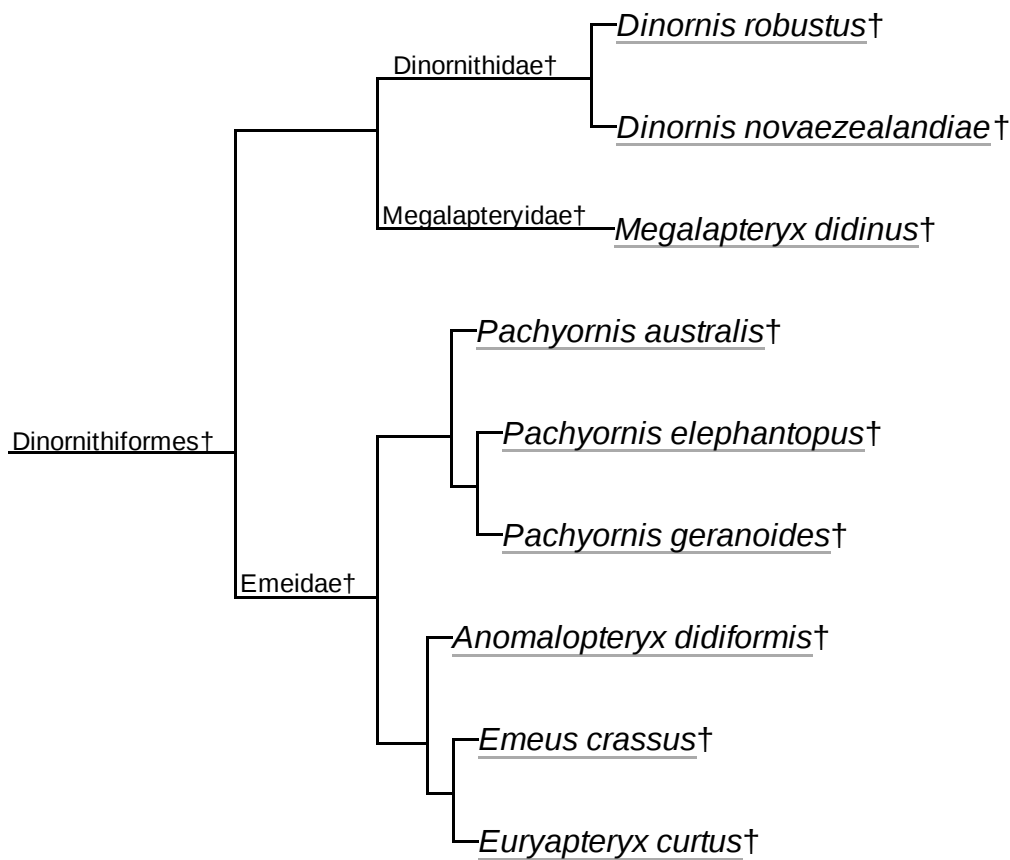 Dinornis robustus†
Dinornithidae†
Dinornis novaezealandiae†
Megalapteryidae†
Megalapteryx didinus†
Pachyornis australis†
Pachyornis elephantopus†
Dinornithiformes†
Pachyornis geranoides†
Emeidae†
Anomalopteryx didiformis†
Emeus crassus†
Euryapteryx curtus†